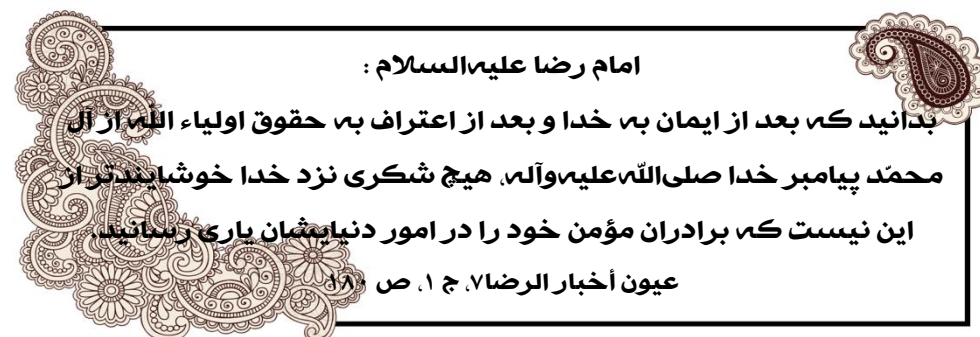 امام رضا علیه‌السلام :
بدانید که بعد از ایمان به خدا و بعد از اعتراف به حقوق اولیاء الله از آل
محمّد پیامبر خدا صلی‌الله‌علیه‌وآله، هیچ شکری نزد خدا خوشایندتر از
این نیست که برادران مؤمن خود را در امور دنیایشان یاری رسانید.
عیون أخبار الرضا۷، ج ۱، ص ۱۸۰